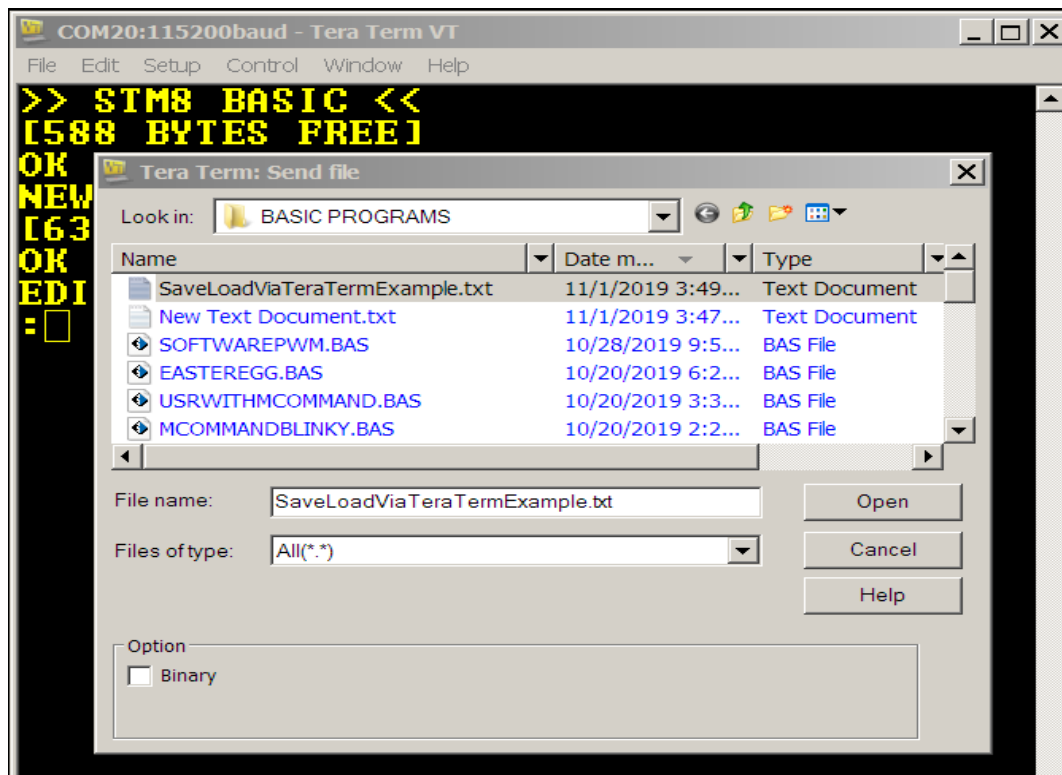 COM20:115200baud - Tera Term VT
File Edit Setup Control Window Help
>> STM8 BASIC <<
[588 BYTES FREE]
OK
NEW
[63
OK
EDI
:
Tera Term: Send file
Look in: BASIC PROGRAMS
Name Date m... Type
SaveLoadViaTeraTermExample.txt 11/1/2019 3:49... Text Document
New Text Document.txt 11/1/2019 3:47... Text Document
SOFTWAREPWM.BAS 10/28/2019 9:5... BAS File
EASTEREGG.BAS 10/20/2019 6:2... BAS File
USRWITHMCOMMAND.BAS 10/20/2019 3:3... BAS File
MCOMMANDBLINKY.BAS 10/20/2019 2:2... BAS File
File name: SaveLoadViaTeraTermExample.txt Open
Files of type: All(*.*) Cancel
Help
Option
Binary